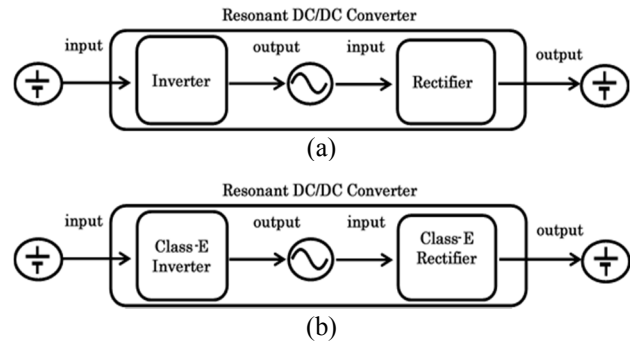 Resonant DC/DC Converter
input
output
input
output
Inverter
Rectifier
(a)
Resonant DC/DC Converter
input
output
input
output
Class-E
Inverter
Class-E
Rectifier
(b)